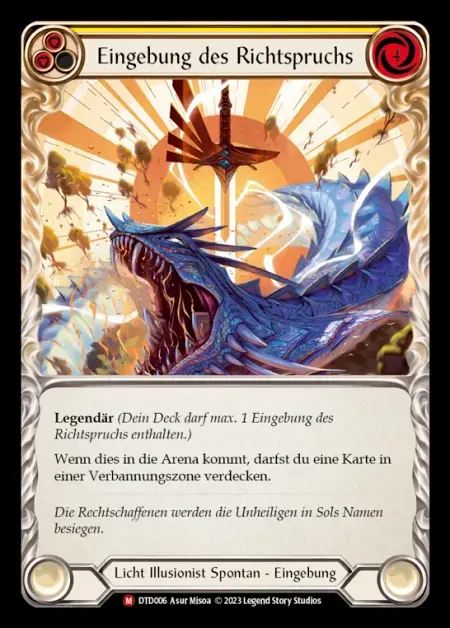 Eingebung des Richtspruchs
4
Legendär (Dein Deck darf max. 1 Eingebung des
Richtspruchs enthalten.)
Wenn dies in die Arena kommt, darfst du eine Karte in
einer Verbannungszone verdecken.
Die Rechtschaffenen werden die Unheiligen in Sols Namen
besiegen.
Licht Illusionist Spontan - Eingebung
M DTD006 Asur Misoa © 2023 Legend Story Studios